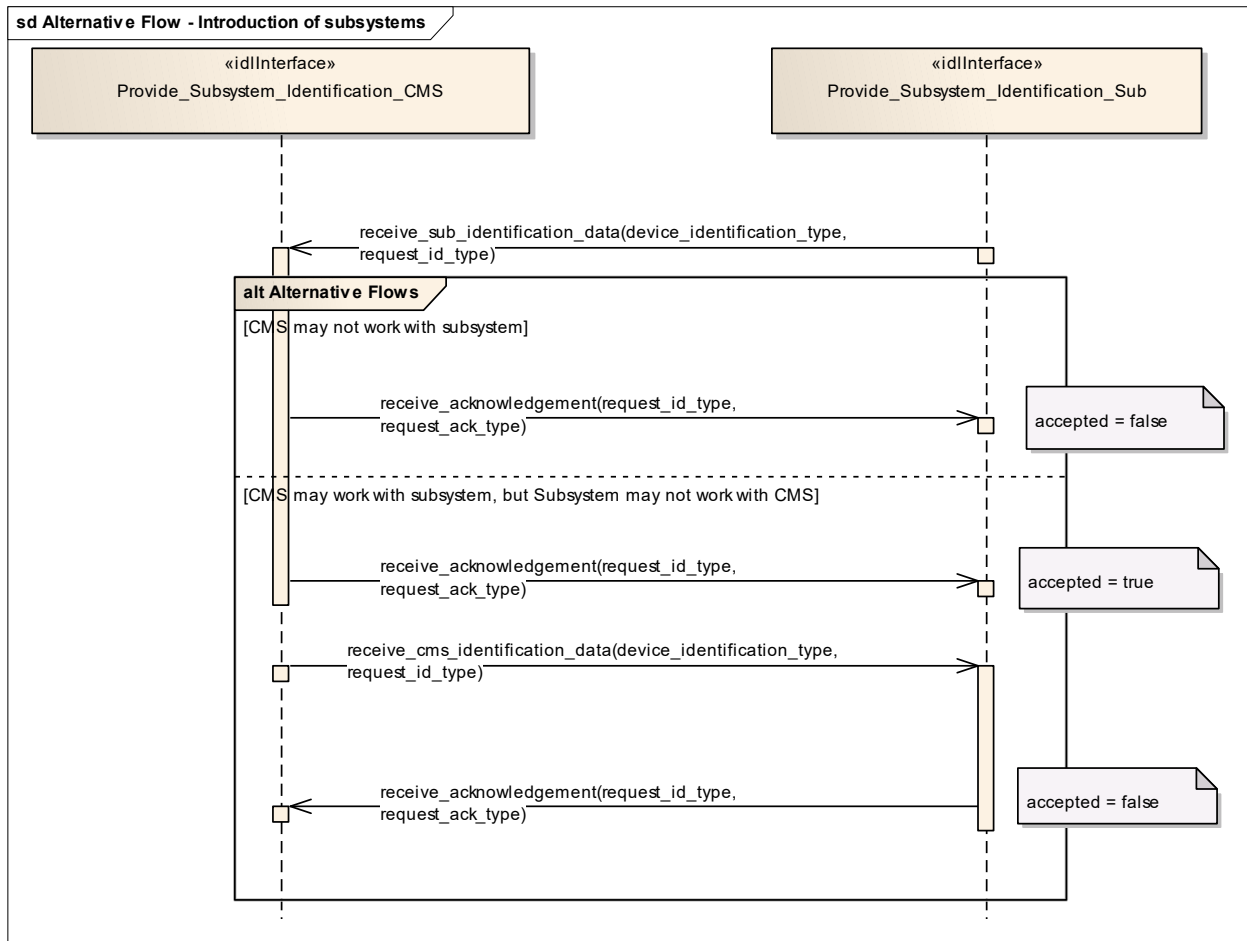 sd Alternative Flow - Introduction of subsystems
«idlInterface»
Provide_Subsystem_Identification_CMS
«idlInterface»
Provide_Subsystem_Identification_Sub
receive_sub_identification_data(device_identification_type,
request_id_type)
alt Alternative Flows
[CMS may not work with subsystem]
receive_acknowledgement(request_id_type,
request_ack_type)
accepted = false
[CMS may work with subsystem, but Subsystem may not work with CMS]
receive_acknowledgement(request_id_type,
request_ack_type)
accepted = true
receive_cms_identification_data(device_identification_type,
request_id_type)
receive_acknowledgement(request_id_type,
request_ack_type)
accepted = false